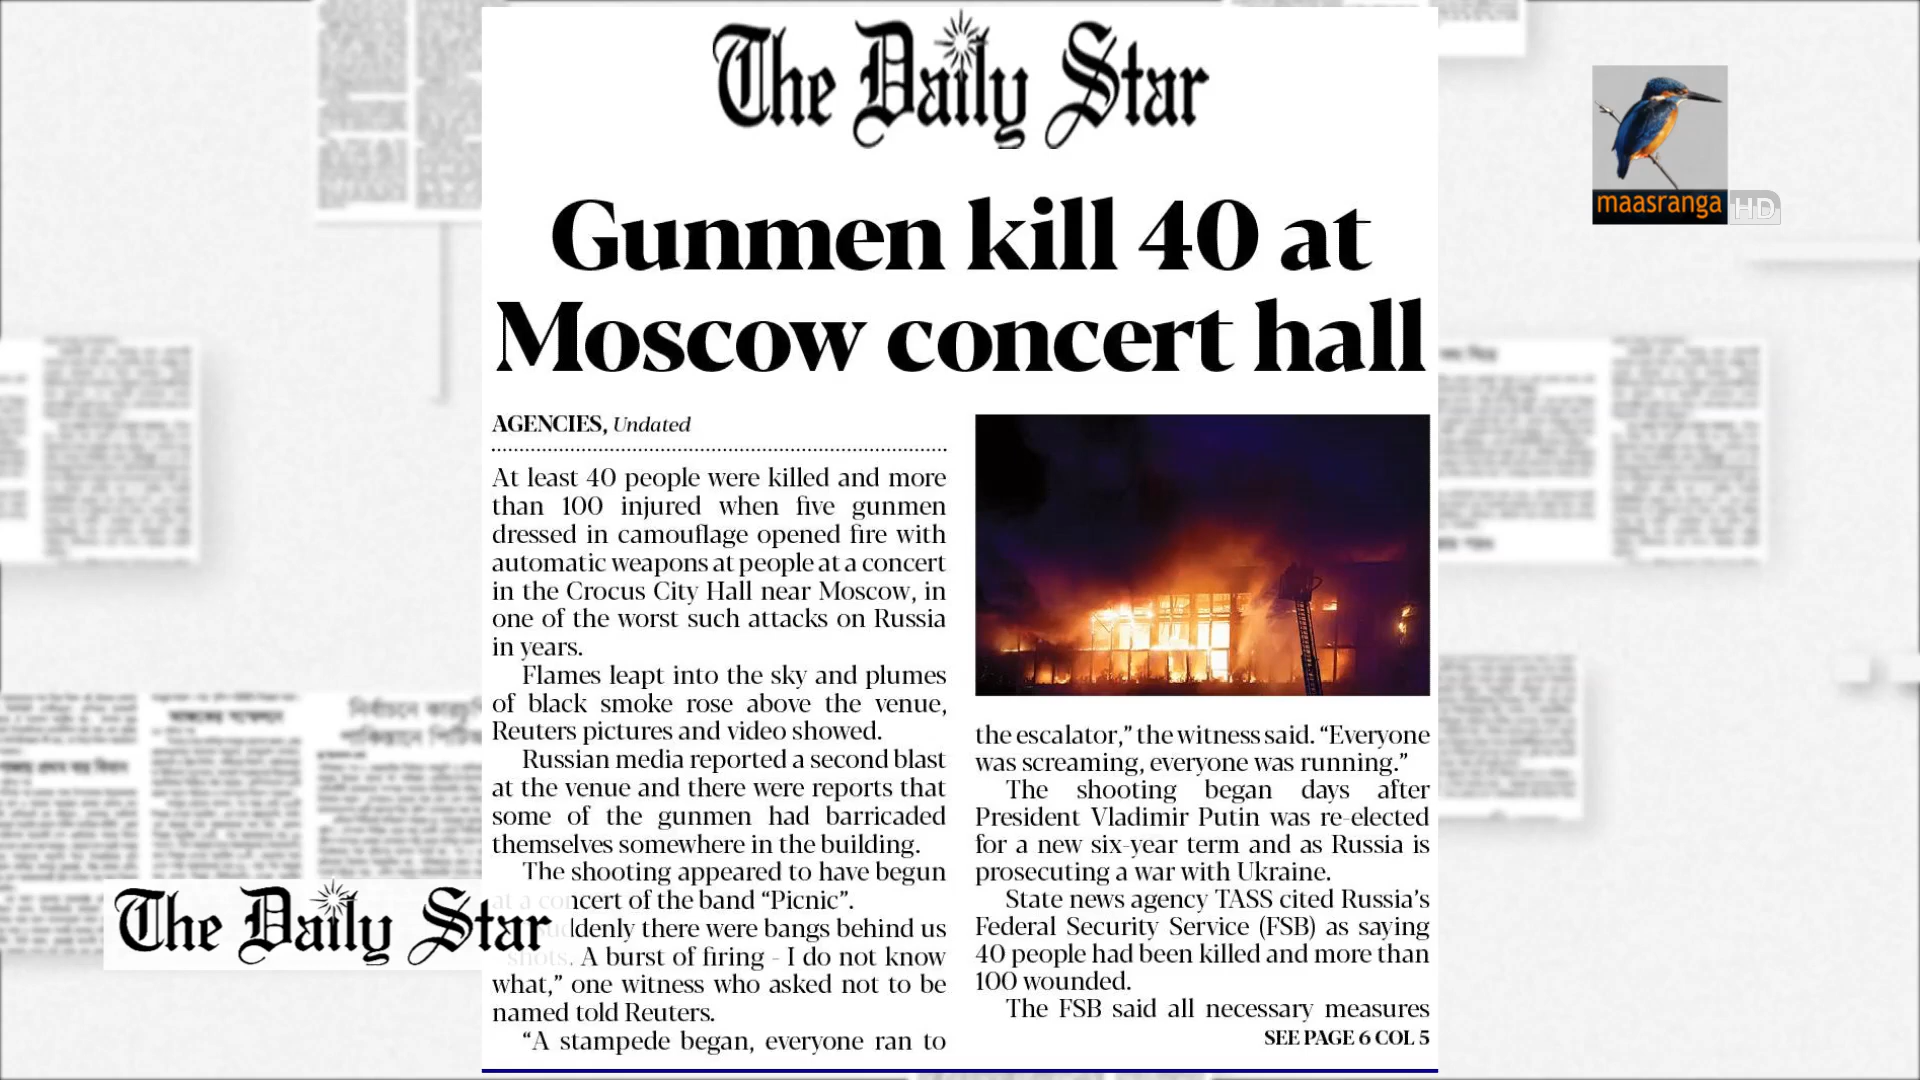 The Daily Star
maasranga HD
Gunmen kill 40 at
Moscow concert hall
AGENCIES, Undated
At least 40 people were killed and more
than 100 injured when five gunmen
dressed in camouflage opened fire with
automatic weapons at people at a concert
in the Crocus City Hall near Moscow, in
one of the worst such attacks on Russia
in years.
Flames leapt into the sky and plumes
of black smoke rose above the venue,
Reuters pictures and video showed.
Russian media reported a second blast
at the venue and there were reports that
some of the gunmen had barricaded
themselves somewhere in the building.
The shooting appeared to have begun
at a concert of the band “Picnic”.
Suddenly there were bangs behind us
shots. A burst of firing - I do not know
what,” one witness who asked not to be
named told Reuters.
“A stampede began, everyone ran to
the escalator,” the witness said. “Everyone
was screaming, everyone was running.”
The shooting began days after
President Vladimir Putin was re-elected
for a new six-year term and as Russia is
prosecuting a war with Ukraine.
State news agency TASS cited Russia’s
Federal Security Service (FSB) as saying
40 people had been killed and more than
100 wounded.
The FSB said all necessary measures
SEE PAGE 6 COL 5
The Daily Star